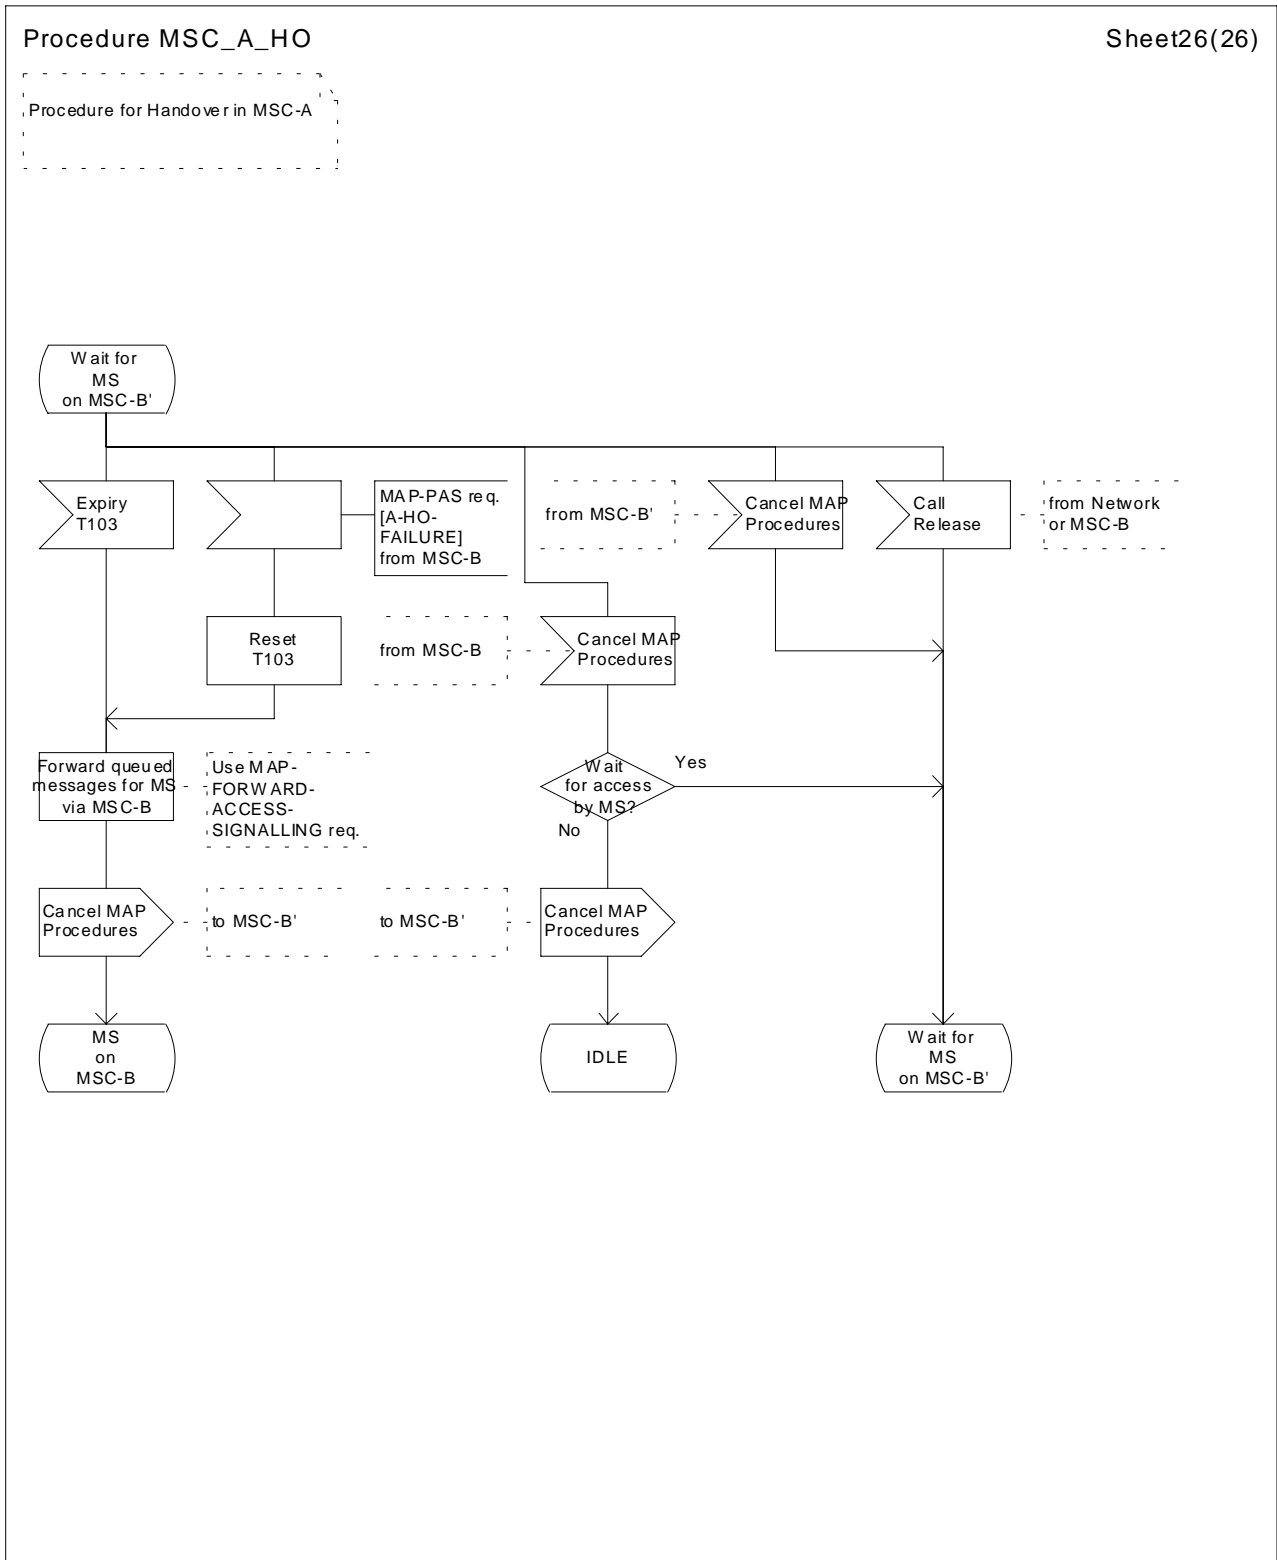 Procedure MSC_A_HO
Sheet26(26)
Procedure for Handover in MSC-A
Wait for
MS
on MSC-B'
Expiry
T103
MAP-PAS req.
[A-HO-
FAILURE]
from MSC-B
from MSC-B'
Cancel MAP
Procedures
Call
Release
from Network
or MSC-B
Reset
T103
from MSC-B
Cancel MAP
Procedures
Forward queued
messages for MS
via MSC-B
Use MAP-
FORWARD-
ACCESS-
SIGNALLING req.
Wait
for access
by MS?
Yes
No
Cancel MAP
Procedures
to MSC-B'
to MSC-B'
Cancel MAP
Procedures
MS
on
MSC-B
IDLE
Wait for
MS
on MSC-B'